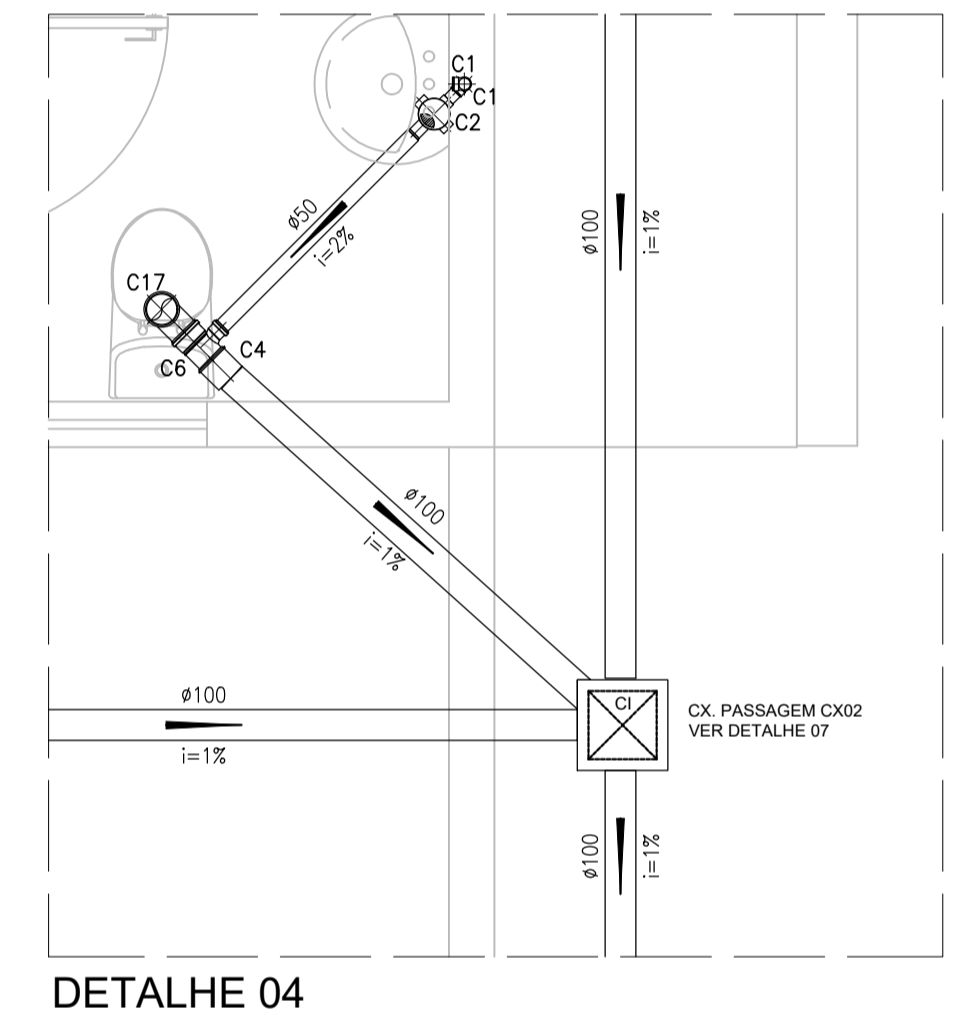 C1
C1
C2
ø50
i=2%
ø100
i=1%
C17
C6
C4
ø100
i=1%
ø100
i=1%
CI
CX. PASSAGEM CX02
VER DETALHE 07
ø100
i=1%
DETALHE 04